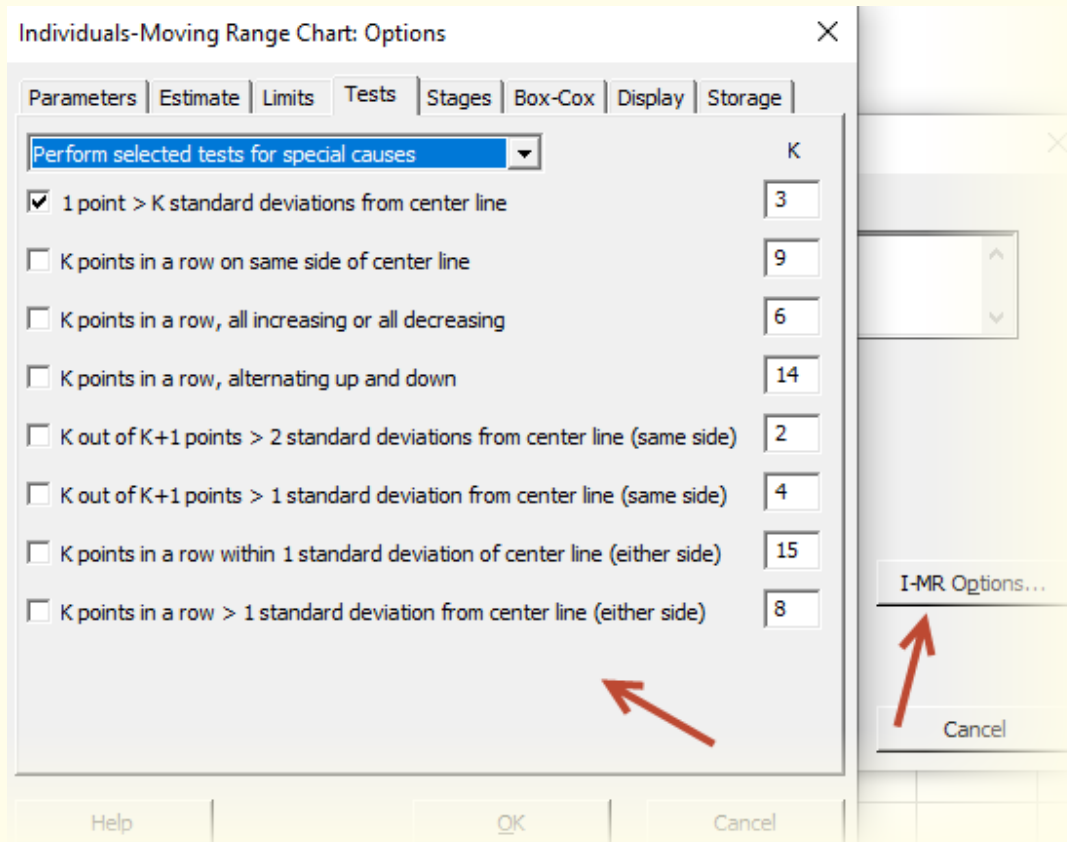 Individuals-Moving Range Chart: Options
Parameters Estimate Limits Tests Stages Box-Cox Display Storage
Perform selected tests for special causes K
1 point > K standard deviations from center line 3
K points in a row on same side of center line 9
K points in a row, all increasing or all decreasing 6
K points in a row, alternating up and down 14
K out of K+1 points > 2 standard deviations from center line (same side) 2
K out of K+1 points > 1 standard deviation from center line (same side) 4
K points in a row within 1 standard deviation of center line (either side) 15
K points in a row > 1 standard deviation from center line (either side) 8
I-MR Options...
Cancel
Help OK Cancel